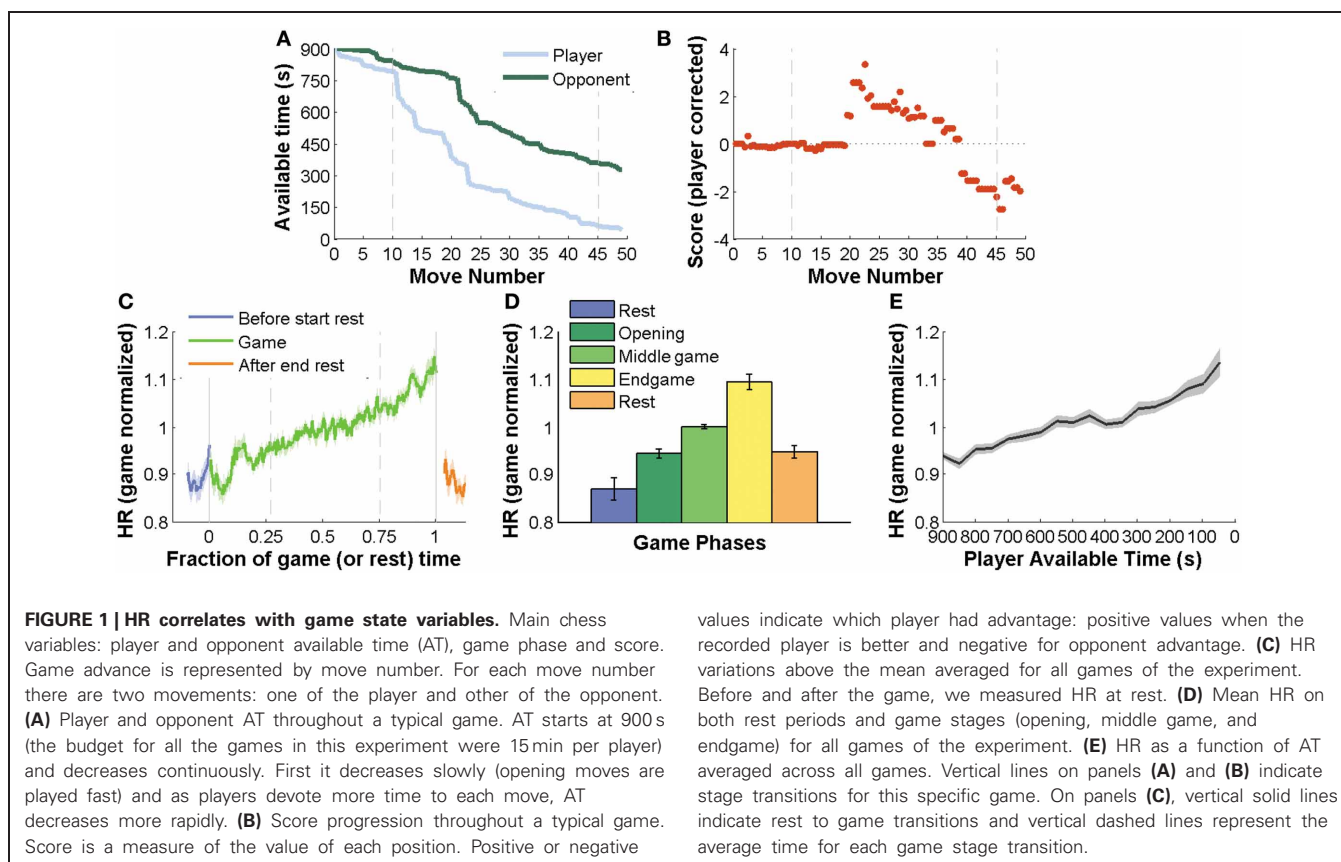 A
Available time (s)
900
750
600
450
300
150
0
Player
Opponent
0 5 10 15 20 25 30 35 40 45 50
Move Number
B
Score (player corrected)
4
2
0
-2
-4
0 5 10 15 20 25 30 35 40 45 50
Move Number
C
Before start rest
Game
After end rest
HR (game normalized)
1.2
1.1
1
0.9
0.8
0 0.25 0.5 0.75 1
Fraction of game (or rest) time
D
Rest
Opening
Middle game
Endgame
Rest
HR (game normalized)
1.2
1.1
1
0.9
0.8
Game Phases
E
HR (game normalized)
1.2
1.1
1
0.9
0.8
900 800 700 600 500 400 300 200 100 0
Player Available Time (s)
FIGURE 1 | HR correlates with game state variables. Main chess
variables: player and opponent available time (AT), game phase and score.
Game advance is represented by move number. For each move number
there are two movements: one of the player and other of the opponent.
(A) Player and opponent AT throughout a typical game. AT starts at 900 s
(the budget for all the games in this experiment were 15 min per player)
and decreases continuously. First it decreases slowly (opening moves are
played fast) and as players devote more time to each move, AT
decreases more rapidly. (B) Score progression throughout a typical game.
Score is a measure of the value of each position. Positive or negative
values indicate which player had advantage: positive values when the
recorded player is better and negative for opponent advantage. (C) HR
variations above the mean averaged for all games of the experiment.
Before and after the game, we measured HR at rest. (D) Mean HR on
both rest periods and game stages (opening, middle game, and
endgame) for all games of the experiment. (E) HR as a function of AT
averaged across all games. Vertical lines on panels (A) and (B) indicate
stage transitions for this specific game. On panels (C), vertical solid lines
indicate rest to game transitions and vertical dashed lines represent the
average time for each game stage transition.